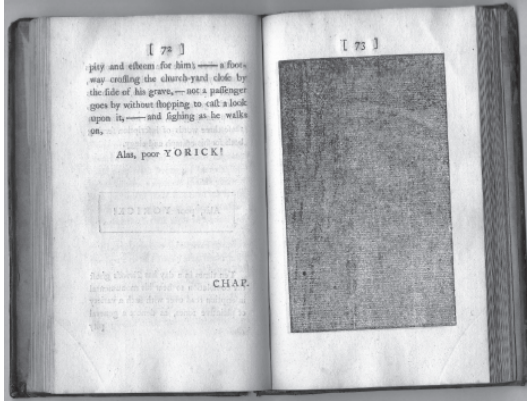 [ 72 ]
pity and eſteem for him;——a foot-
way croſſing the church-yard cloſe by
the ſide of his grave,—not a paſſenger
goes by without ſtopping to caſt a look
upon it,——and ſighing as he walks
on,
Alas, poor YORICK!
CHAP.
[ 73 ]